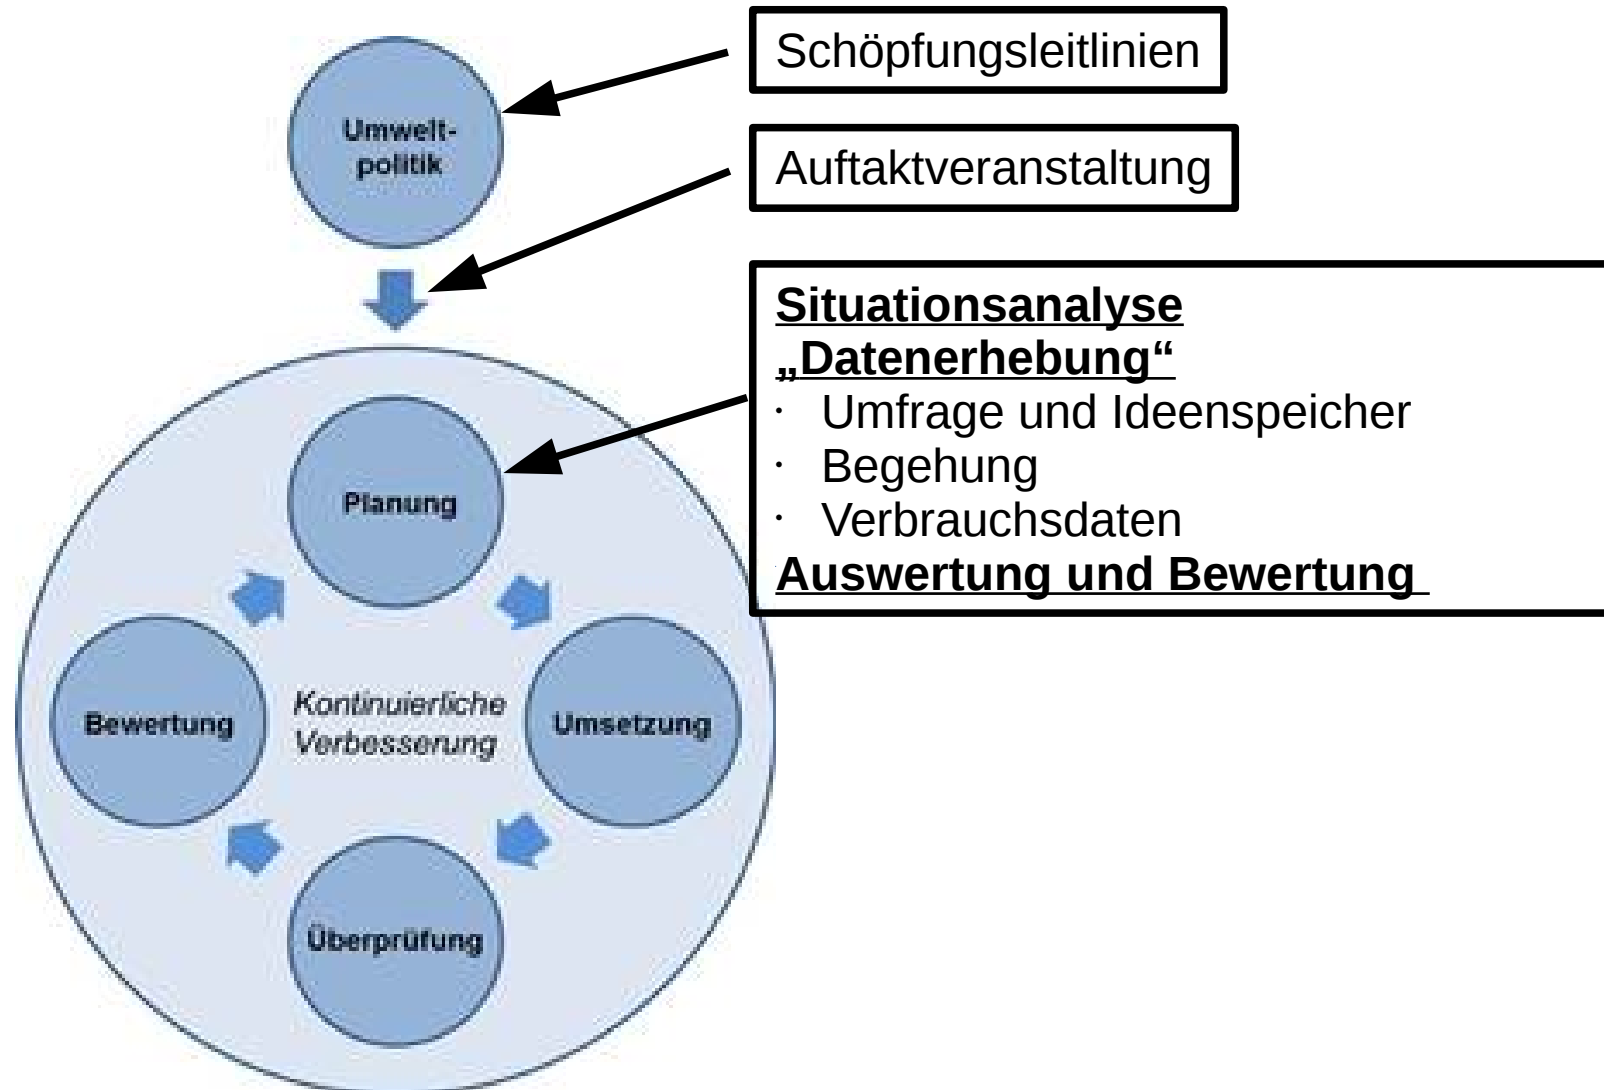 Schöpfungsleitlinien
Umwelt-
politik
Auftaktveranstaltung
Situationsanalyse
„Datenerhebung“
· Umfrage und Ideenspeicher
· Begehung
· Verbrauchsdaten
Auswertung und Bewertung
Planung
Bewertung
Kontinuierliche
Verbesserung
Umsetzung
Überprüfung